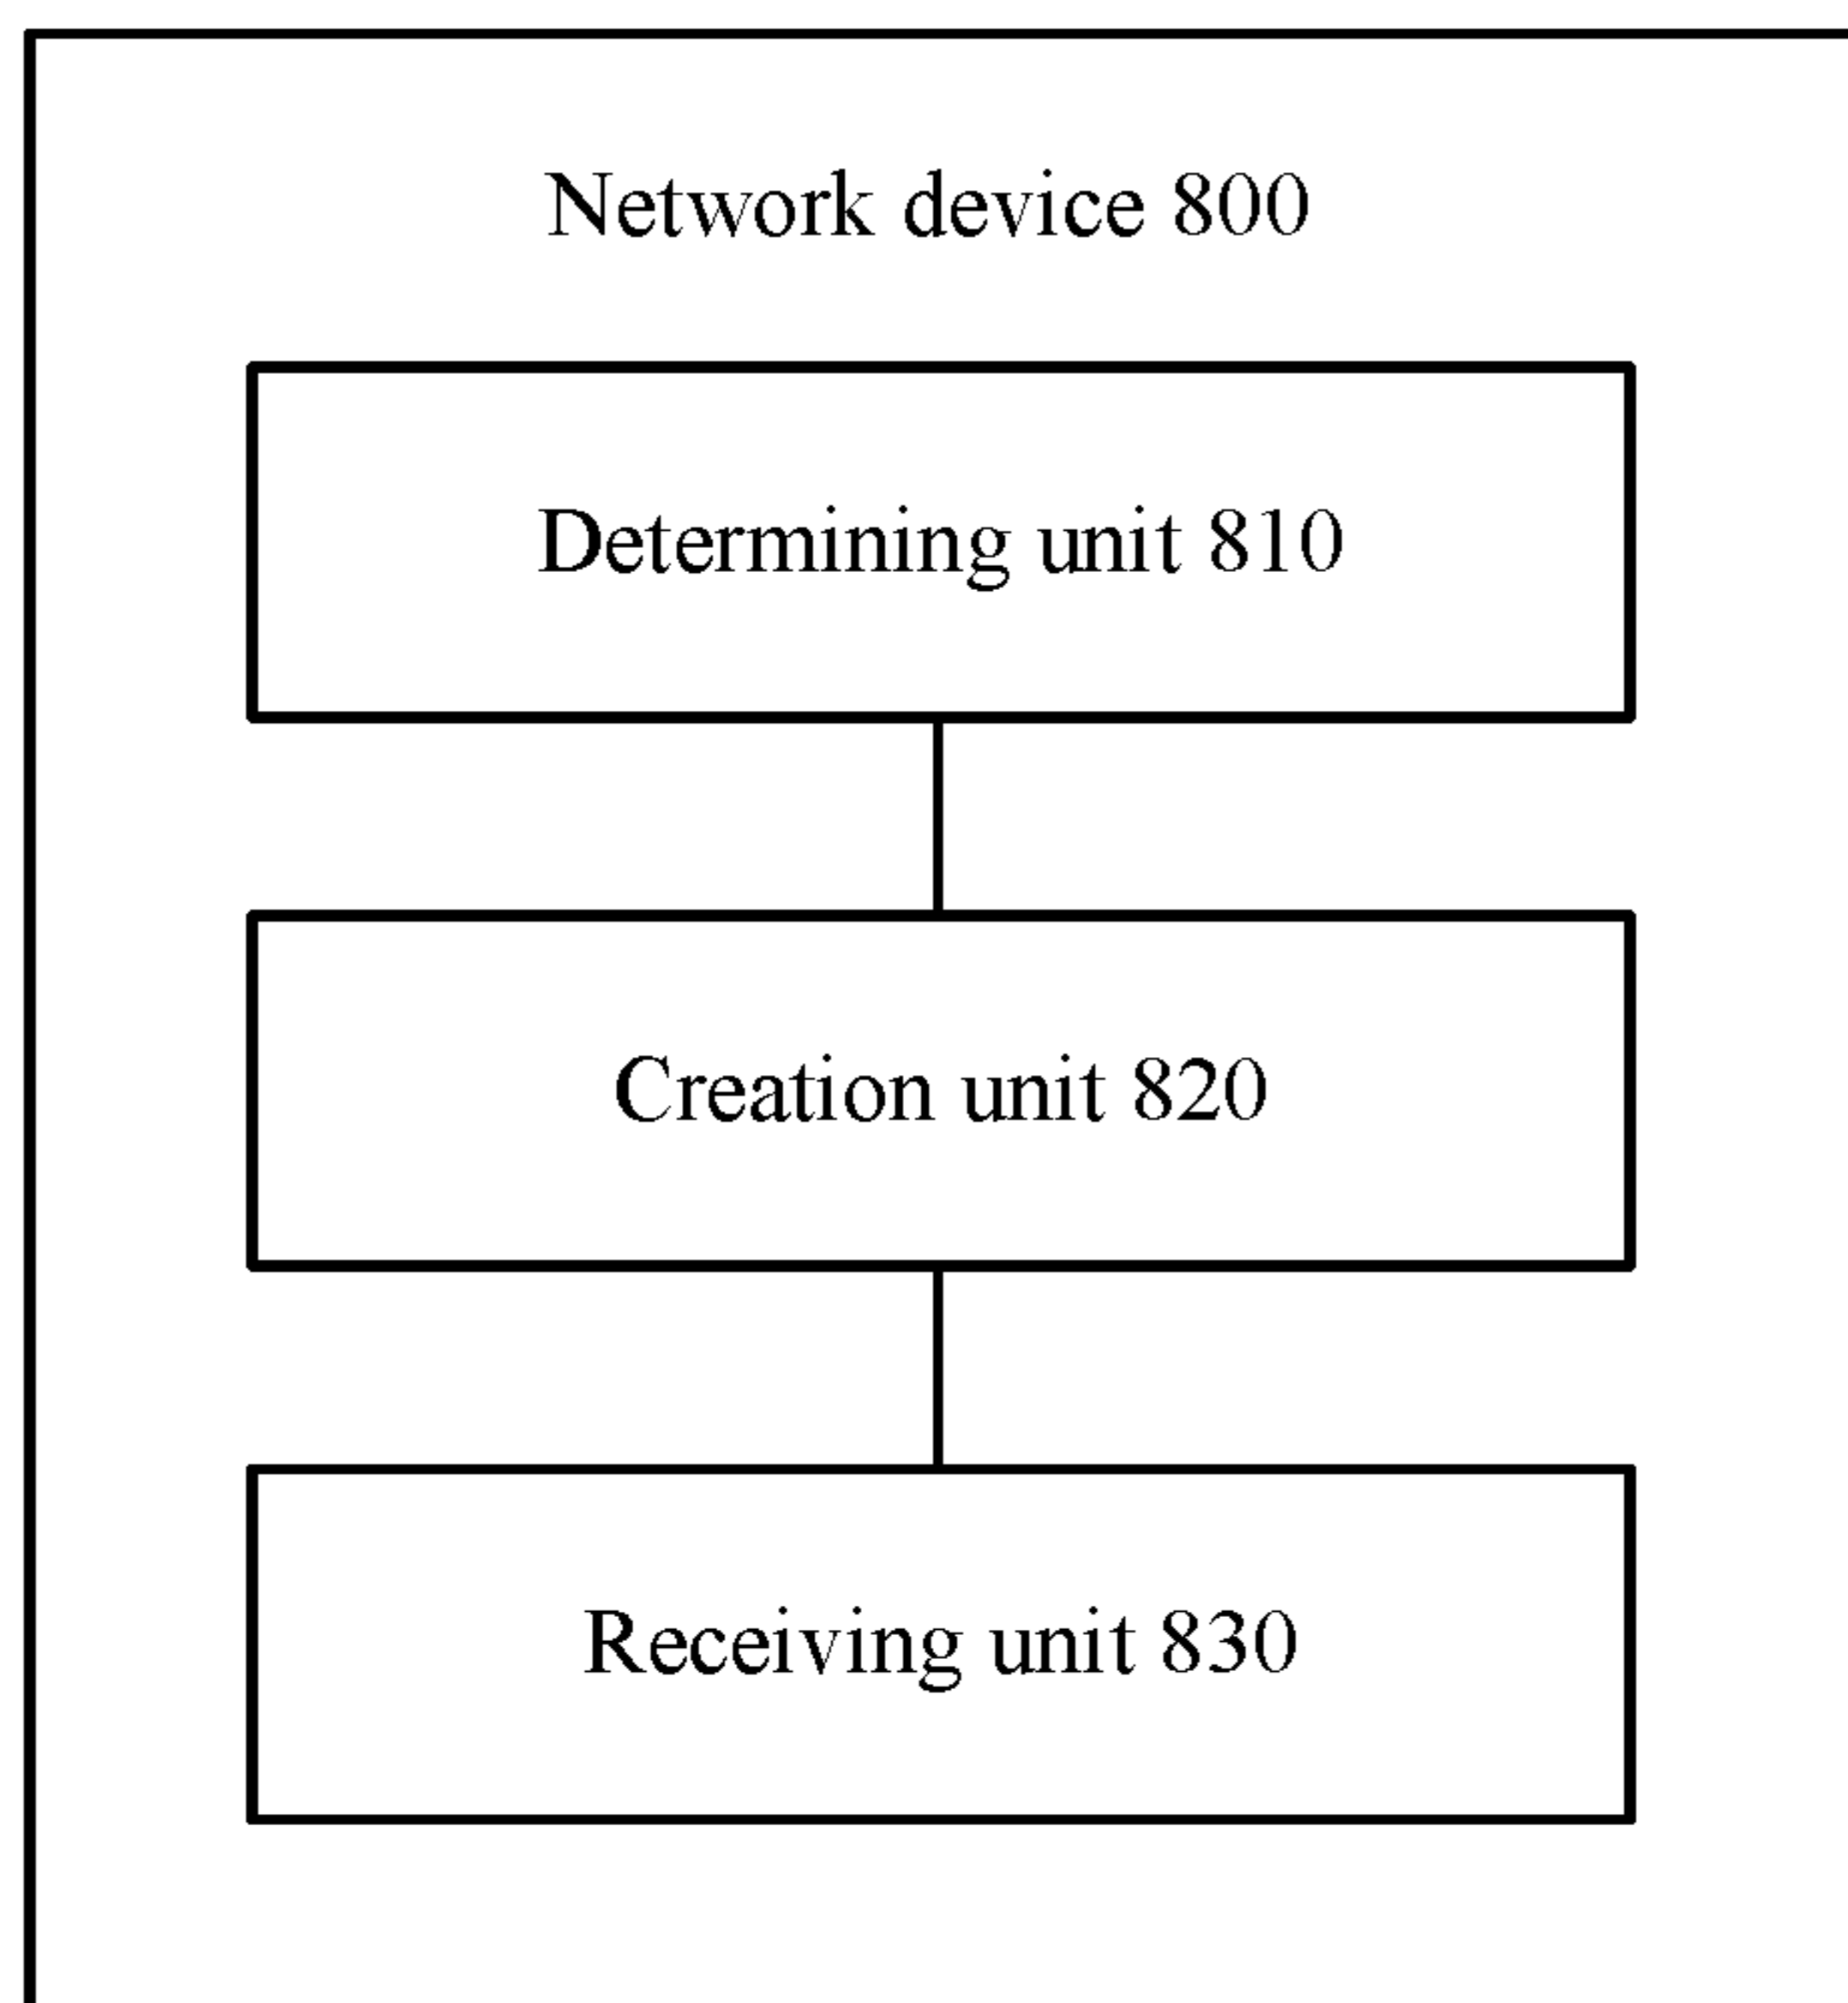 Network device 800
Determining unit 810
Creation unit 820
Receiving unit 830